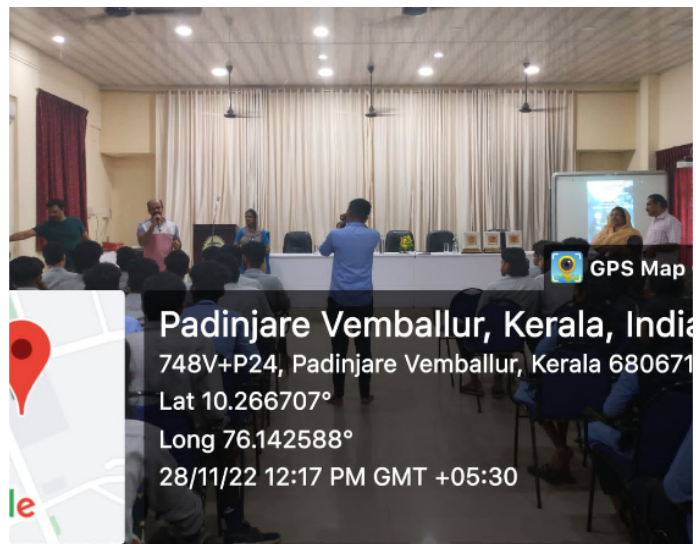 GPS Map
Padinjare Vemballur, Kerala, India
748V+P24, Padinjare Vemballur, Kerala 680671
Lat 10.266707°
Long 76.142588°
28/11/22 12:17 PM GMT +05:30
le